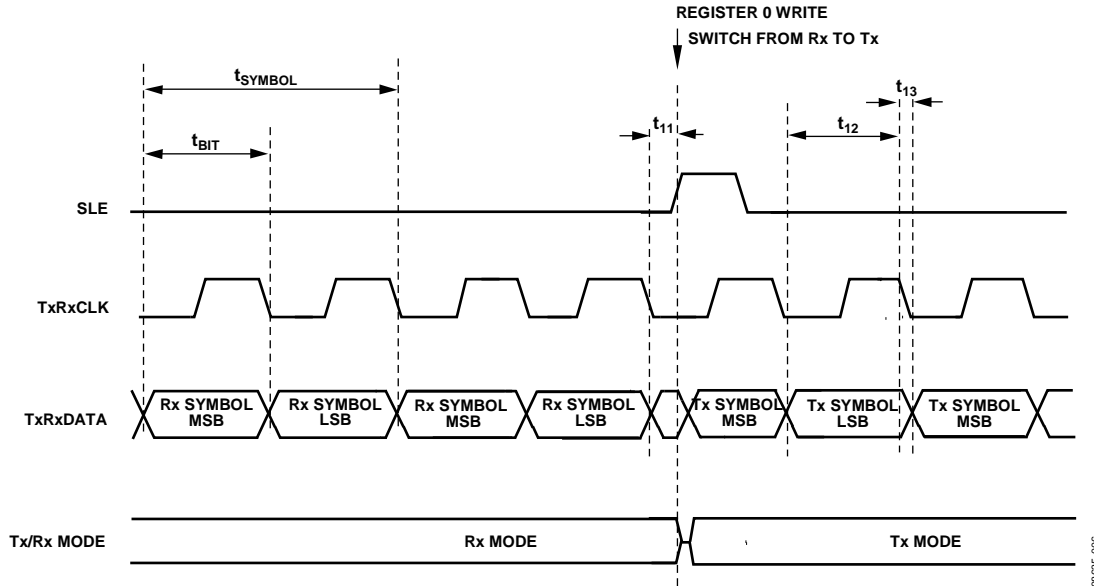 REGISTER 0 WRITE
SWITCH FROM Rx TO Tx
tSYMBOL
t13
t11
t12
tBIT
SLE
TxRxCLK
TxRxDATA
Rx SYMBOL
MSB
Rx SYMBOL
LSB
Rx SYMBOL
MSB
Rx SYMBOL
LSB
Tx SYMBOL
MSB
Tx SYMBOL
LSB
Tx SYMBOL
MSB
Tx/Rx MODE
Rx MODE
Tx MODE